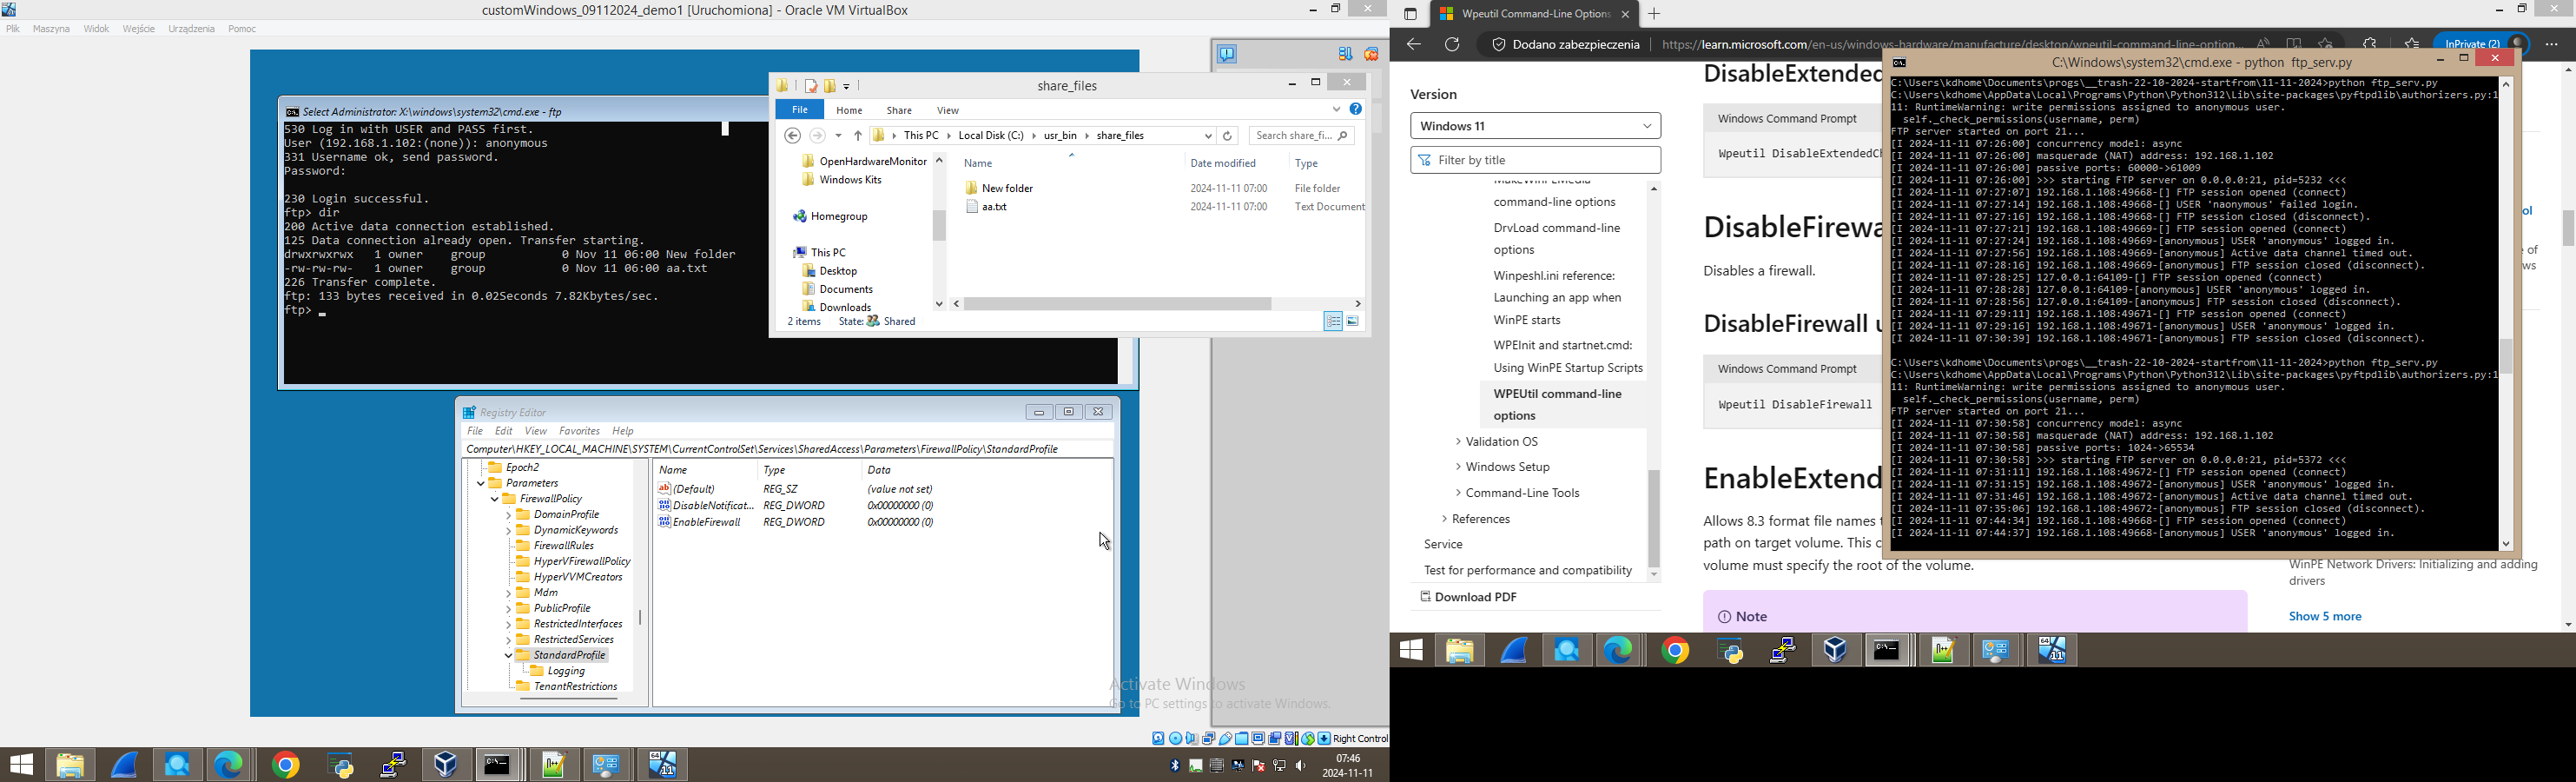 customWindows_09112024_demo1 [Uruchomiona] - Oracle VM VirtualBox
Plik Maszyna Widok Wejście Urządzenia Pomoc
Select Administrator: X:\windows\system32\cmd.exe - ftp
530 Log in with USER and PASS first.
User (192.168.1.102:(none)): anonymous
331 Username ok, send password.
Password:
230 Login successful.
ftp> dir
200 Active data connection established.
125 Data connection already open. Transfer starting.
drwxrwxrwx 1 owner group 0 Nov 11 06:00 New folder
-rw-rw-rw- 1 owner group 0 Nov 11 06:00 aa.txt
226 Transfer complete.
ftp: 133 bytes received in 0.02Seconds 7.82Kbytes/sec.
ftp>
share_files
File Home Share View
This PC Local Disk (C:) usr_bin share_files
Search share_fi...
OpenHardwareMonitor
Windows Kits
Homegroup
This PC
Desktop
Documents
Downloads
Name Date modified Type
New folder 2024-11-11 07:00 File folder
aa.txt 2024-11-11 07:00 Text Document
2 items State: Shared
Registry Editor
File Edit View Favorites Help
Computer\HKEY_LOCAL_MACHINE\SYSTEM\CurrentControlSet\Services\SharedAccess\Parameters\FirewallPolicy\StandardProfile
Epoch2
Parameters
FirewallPolicy
DomainProfile
DynamicKeywords
FirewallRules
HyperVFirewallPolicy
HyperVVMCreators
Mdm
PublicProfile
RestrictedInterfaces
RestrictedServices
StandardProfile
Logging
TenantRestrictions
Name Type Data
(Default) REG_SZ (value not set)
DisableNotificat... REG_DWORD 0x00000000 (0)
EnableFirewall REG_DWORD 0x00000000 (0)
Activate Windows
Go to PC settings to activate Windows.
Right Control
07:46
2024-11-11
Wpeutil Command-Line Options
Dodano zabezpieczenia
https://learn.microsoft.com/en-us/windows-hardware/manufacture/desktop/wpeutil-command-line-option...
InPrivate (2)
Version
Windows 11
Filter by title
MakeWinPEMedia
command-line options
DrvLoad command-line
options
Winpeshl.ini reference:
Launching an app when
WinPE starts
WPEInit and startnet.cmd:
Using WinPE Startup Scripts
WPEUtil command-line
options
Validation OS
Windows Setup
Command-Line Tools
References
Service
Test for performance and compatibility
Download PDF
DisableExtended
Windows Command Prompt
Wpeutil DisableExtendedCh
DisableFirewa
Disables a firewall.
DisableFirewall u
Windows Command Prompt
Wpeutil DisableFirewall
EnableExtend
Allows 8.3 format file names t
path on target volume. This c
volume must specify the root of the volume.
Note
C:\Windows\system32\cmd.exe - python ftp_serv.py
C:\Users\kdhome\Documents\progs\__trash-22-10-2024-startfrom\11-11-2024>python ftp_serv.py
C:\Users\kdhome\AppData\Local\Programs\Python\Python312\Lib\site-packages\pyftpdlib\authorizers.py:1
11: RuntimeWarning: write permissions assigned to anonymous user.
self._check_permissions(username, perm)
FTP server started on port 21...
[I 2024-11-11 07:26:00] concurrency model: async
[I 2024-11-11 07:26:00] masquerade (NAT) address: 192.168.1.102
[I 2024-11-11 07:26:00] passive ports: 60000->61009
[I 2024-11-11 07:26:00] >>> starting FTP server on 0.0.0.0:21, pid=5232 <<<
[I 2024-11-11 07:27:07] 192.168.1.108:49668-[] FTP session opened (connect)
[I 2024-11-11 07:27:14] 192.168.1.108:49668-[] USER 'naonymous' failed login.
[I 2024-11-11 07:27:16] 192.168.1.108:49668-[] FTP session closed (disconnect).
[I 2024-11-11 07:27:21] 192.168.1.108:49669-[] FTP session opened (connect)
[I 2024-11-11 07:27:24] 192.168.1.108:49669-[anonymous] USER 'anonymous' logged in.
[I 2024-11-11 07:27:56] 192.168.1.108:49669-[anonymous] Active data channel timed out.
[I 2024-11-11 07:28:16] 192.168.1.108:49669-[anonymous] FTP session closed (disconnect).
[I 2024-11-11 07:28:25] 127.0.0.1:64109-[] FTP session opened (connect)
[I 2024-11-11 07:28:28] 127.0.0.1:64109-[anonymous] USER 'anonymous' logged in.
[I 2024-11-11 07:28:56] 127.0.0.1:64109-[anonymous] FTP session closed (disconnect).
[I 2024-11-11 07:29:11] 192.168.1.108:49671-[] FTP session opened (connect)
[I 2024-11-11 07:29:16] 192.168.1.108:49671-[anonymous] USER 'anonymous' logged in.
[I 2024-11-11 07:30:39] 192.168.1.108:49671-[anonymous] FTP session closed (disconnect).
C:\Users\kdhome\Documents\progs\__trash-22-10-2024-startfrom\11-11-2024>python ftp_serv.py
C:\Users\kdhome\AppData\Local\Programs\Python\Python312\Lib\site-packages\pyftpdlib\authorizers.py:1
11: RuntimeWarning: write permissions assigned to anonymous user.
self._check_permissions(username, perm)
FTP server started on port 21...
[I 2024-11-11 07:30:58] concurrency model: async
[I 2024-11-11 07:30:58] masquerade (NAT) address: 192.168.1.102
[I 2024-11-11 07:30:58] passive ports: 1024->65534
[I 2024-11-11 07:30:58] >>> starting FTP server on 0.0.0.0:21, pid=5372 <<<
[I 2024-11-11 07:31:11] 192.168.1.108:49672-[] FTP session opened (connect)
[I 2024-11-11 07:31:15] 192.168.1.108:49672-[anonymous] USER 'anonymous' logged in.
[I 2024-11-11 07:31:46] 192.168.1.108:49672-[anonymous] Active data channel timed out.
[I 2024-11-11 07:35:06] 192.168.1.108:49672-[anonymous] FTP session closed (disconnect).
[I 2024-11-11 07:44:34] 192.168.1.108:49668-[] FTP session opened (connect)
[I 2024-11-11 07:44:37] 192.168.1.108:49668-[anonymous] USER 'anonymous' logged in.
ol
e of
ws
WinPE Network Drivers: Initializing and adding
drivers
Show 5 more